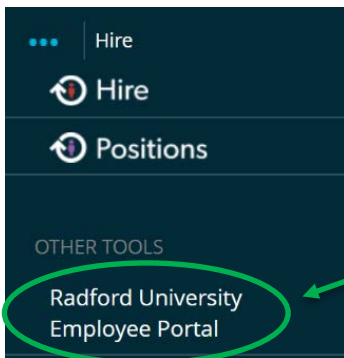 ••• Hire
Hire
Positions
OTHER TOOLS
Radford University
Employee Portal